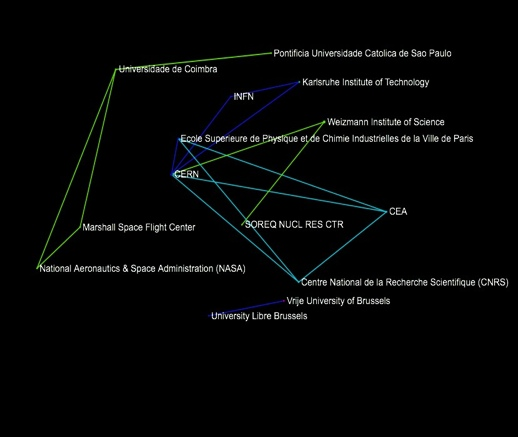 Pontificia Universidade Catolica de Sao Paulo
Universidade de Coimbra
Karlsruhe Institute of Technology
INFN
Weizmann Institute of Science
Ecole Superieure de Physique et de Chimie Industrielles de la Ville de Paris
CERN
CEA
SOREQ NUCL RES CTR
Marshall Space Flight Center
National Aeronautics & Space Administration (NASA)
Centre National de la Recherche Scientifique (CNRS)
Vrije University of Brussels
University Libre Brussels